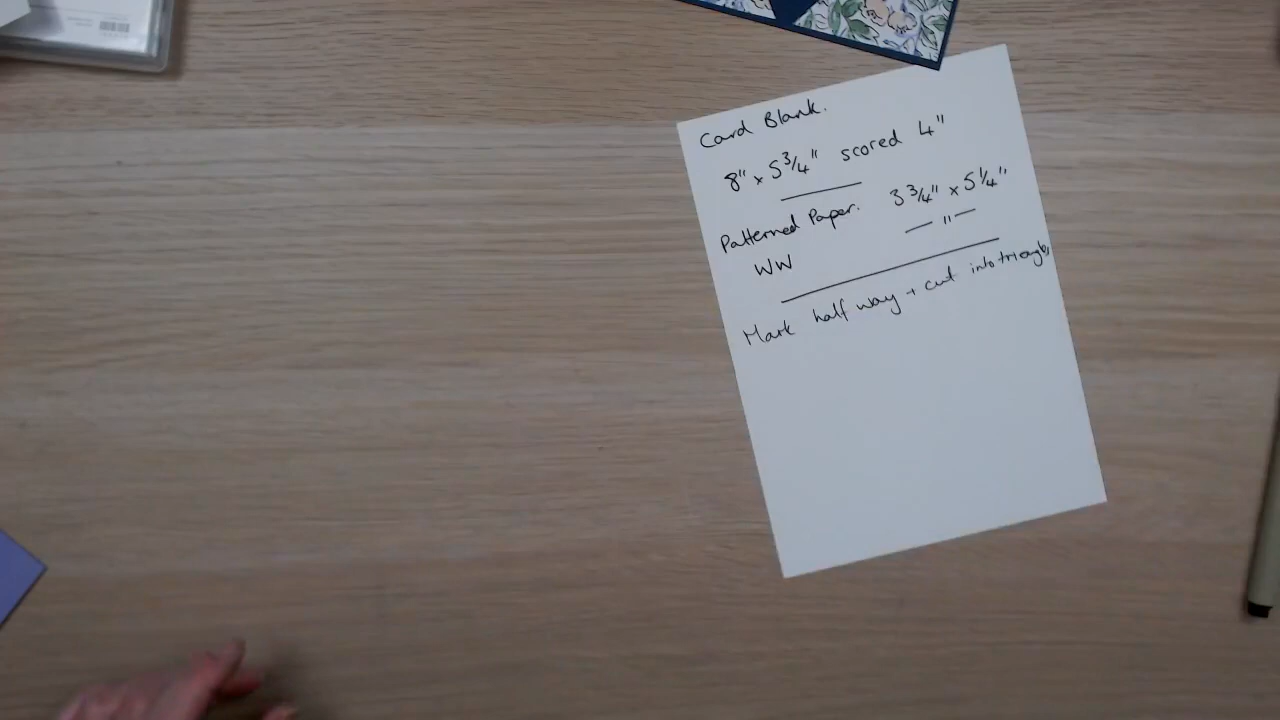 Card Blank.
8" x 5 3/4" scored 4"
Patterned Paper. 3 3/4" x 5 1/4"
WW — " —
Mark half way + cut into triangles